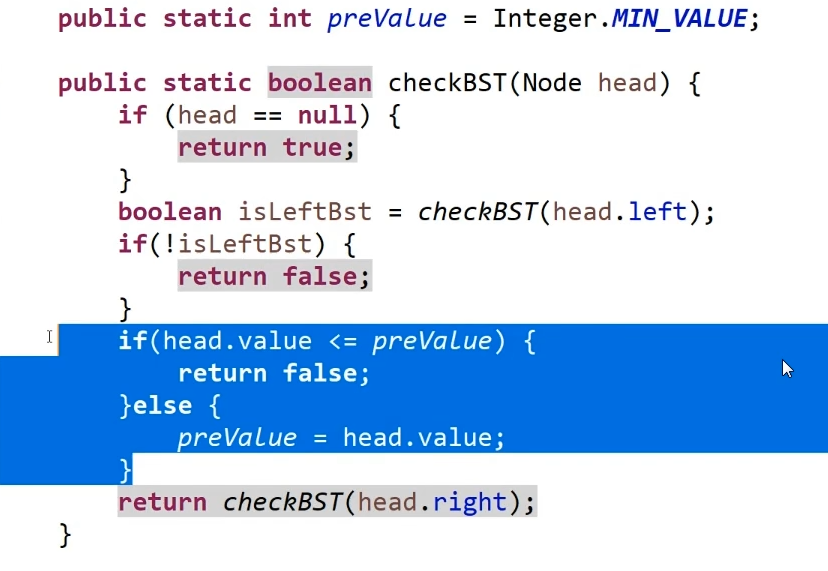 public static int preValue = Integer.MIN_VALUE;
public static boolean checkBST(Node head) {
if (head == null) {
return true;
}
boolean isLeftBst = checkBST(head.left);
if(!isLeftBst) {
return false;
}
if(head.value <= preValue) {
return false;
}else {
preValue = head.value;
}
return checkBST(head.right);
}